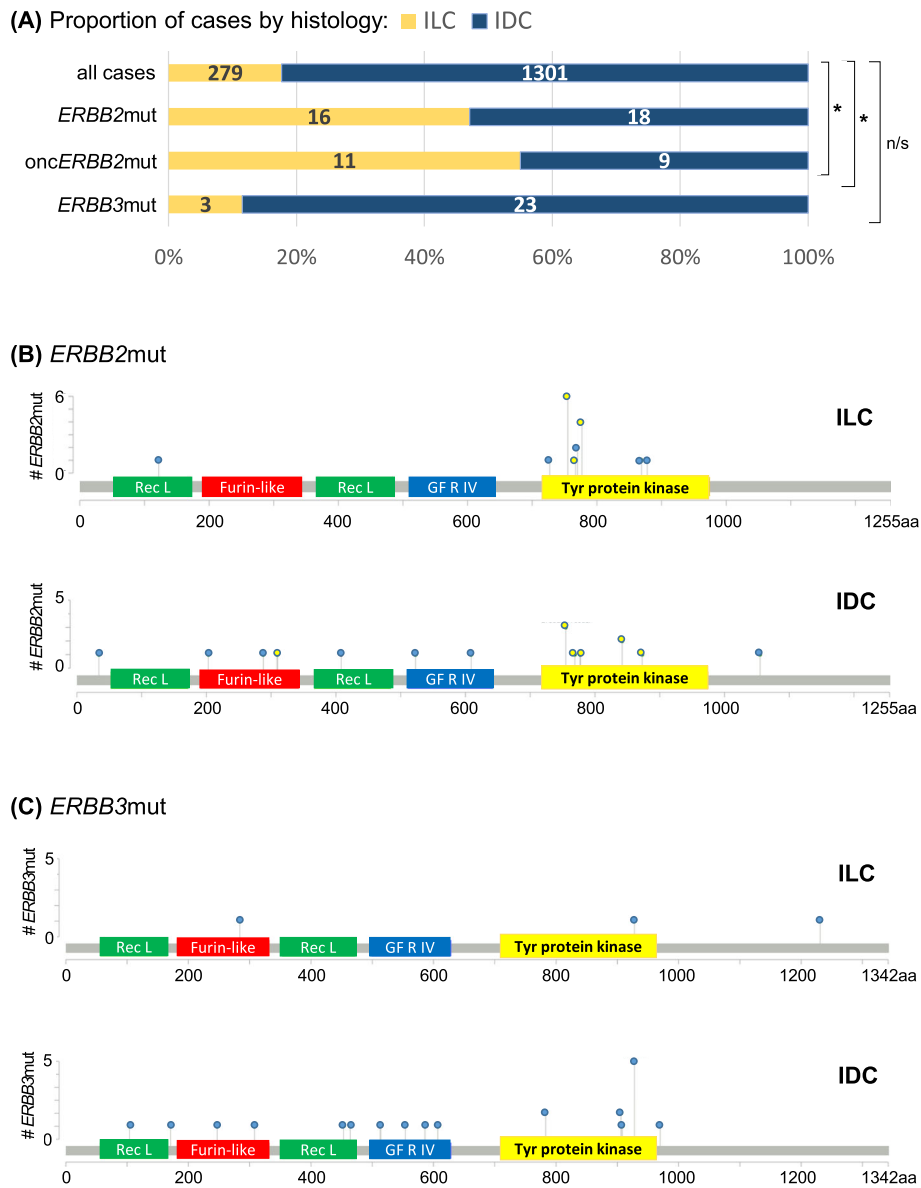 (A) Proportion of cases by histology: ILC IDC
all cases 279 1301
ERBB2mut 16 18
oncERBB2mut 11 9
ERBB3mut 3 23
* * n/s
0% 20% 40% 60% 80% 100%
(B) ERBB2mut
# ERBB2mut
6
0
ILC
Rec L Furin-like Rec L GF R IV Tyr protein kinase
0 200 400 600 800 1000 1255aa
# ERBB2mut
5
0
IDC
Rec L Furin-like Rec L GF R IV Tyr protein kinase
0 200 400 600 800 1000 1255aa
(C) ERBB3mut
# ERBB3mut
5
0
ILC
Rec L Furin-like Rec L GF R IV Tyr protein kinase
0 200 400 600 800 1000 1200 1342aa
# ERBB3mut
5
0
IDC
Rec L Furin-like Rec L GF R IV Tyr protein kinase
0 200 400 600 800 1000 1200 1342aa